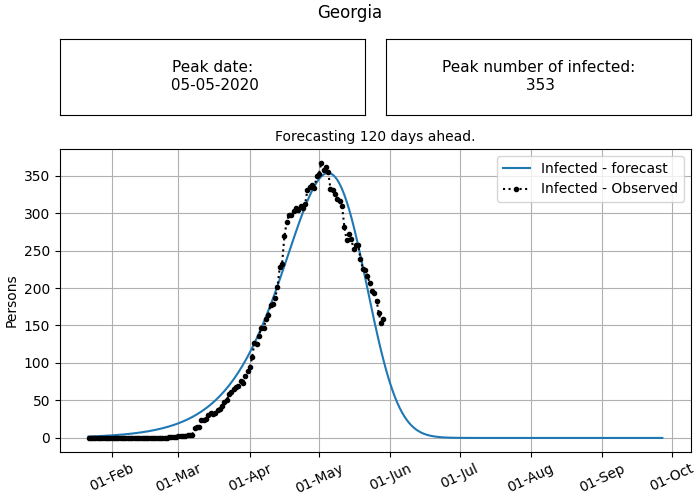 Georgia
Peak date:
05-05-2020
Peak number of infected:
353
Forecasting 120 days ahead.
Infected - forecast
Infected - Observed
Persons
350
300
250
200
150
100
50
0
01-Feb
01-Mar
01-Apr
01-May
01-Jun
01-Jul
01-Aug
01-Sep
01-Oct